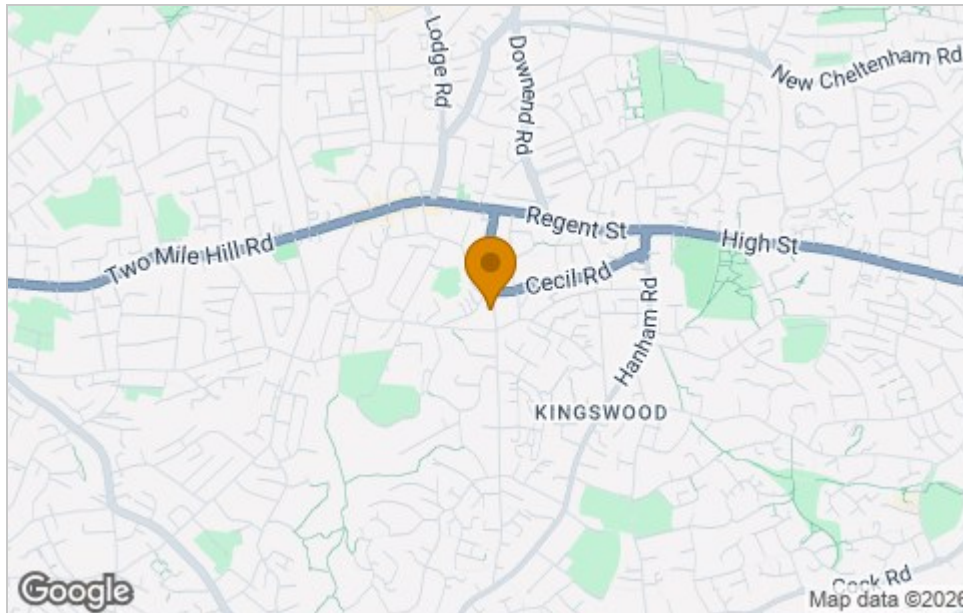 Lodge Rd
Downend Rd
New Cheltenham Rd
Regent St
High St
Two Mile Hill Rd
Cecil Rd
Hanham Rd
KINGSWOOD
Cock Rd
Google
Map data ©2026